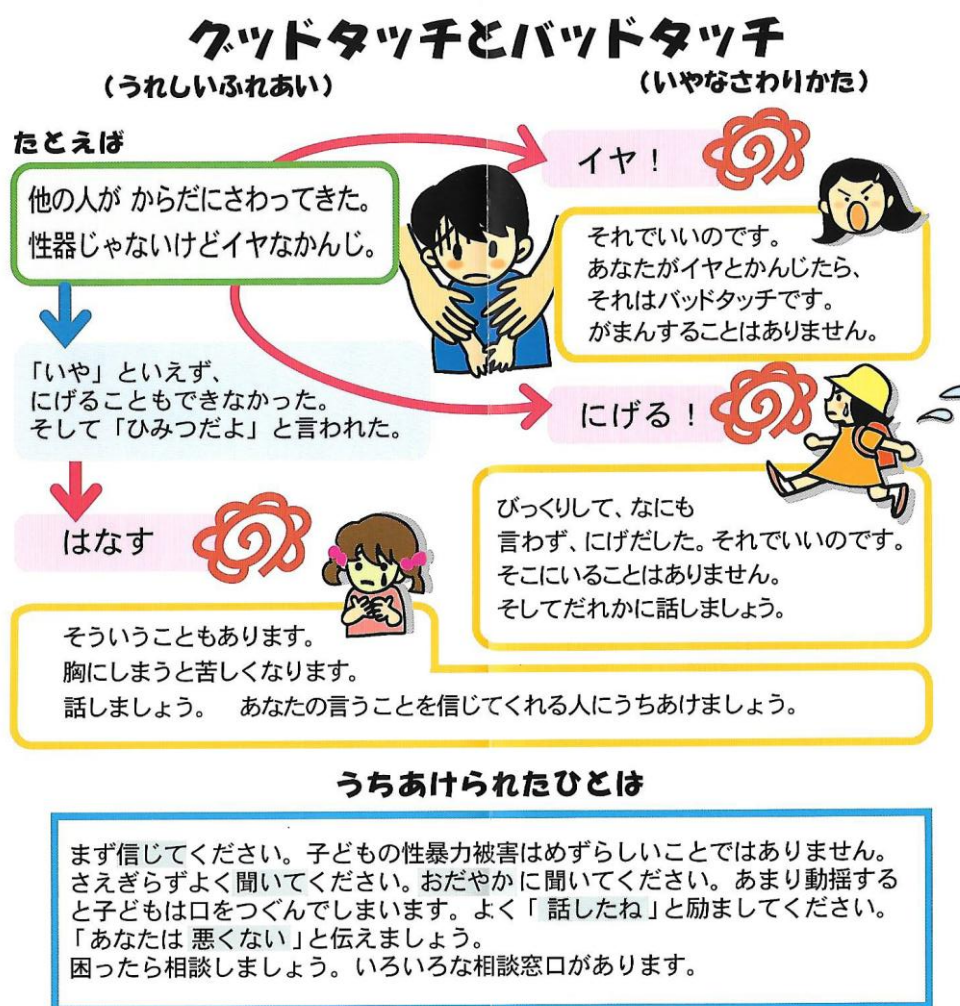 グッドタッチとバッドタッチ
(うれしいふれあい)
(いやなさわりかた)
たとえば
他の人が からだにさわってきた。
性器じゃないけどイヤなかんじ。
イヤ!
それでいいのです。
あなたがイヤとかんじたら、
それはバッドタッチです。
がまんすることはありません。
「いや」といえず、
にげることもできなかった。
そして「ひみつだよ」と言われた。
にげる!
びっくりして、なにも
言わず、にげだした。それでいいのです。
そこにいることはありません。
そしてだれかに話しましょう。
はなす
そういうこともあります。
胸にしまうと苦しくなります。
話しましょう。 あなたの言うことを信じてくれる人にうちあけましょう。
うちあけられたひとは
まず信じてください。子どもの性暴力被害はめずらしいことではありません。
さえぎらずよく聞いてください。おだやかに聞いてください。あまり動揺する
と子どもは口をつぐんでしまいます。よく「話したね」と励ましてください。
「あなたは 悪くない」と伝えましょう。
困ったら相談しましょう。いろいろな相談窓口があります。